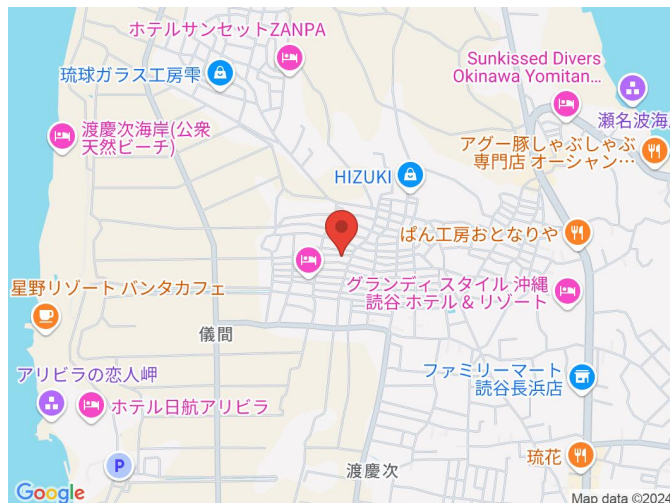 ホテルサンセットZANPA
琉球ガラス工房雫
Sunkissed Divers
Okinawa Yomitan...
瀬名波海
渡慶次海岸(公衆
天然ビーチ)
アグー豚しゃぶしゃぶ
専門店 オーシャン…
HIZUKI
ぱん工房おとなりや
グランディ スタイル 沖縄
読谷 ホテル & リゾート
星野リゾート バンタカフェ
儀間
ファミリーマート
読谷長浜店
アリビラの恋人岬
ホテル日航アリビラ
P
琉花
渡慶次
Google
Map data ©2024